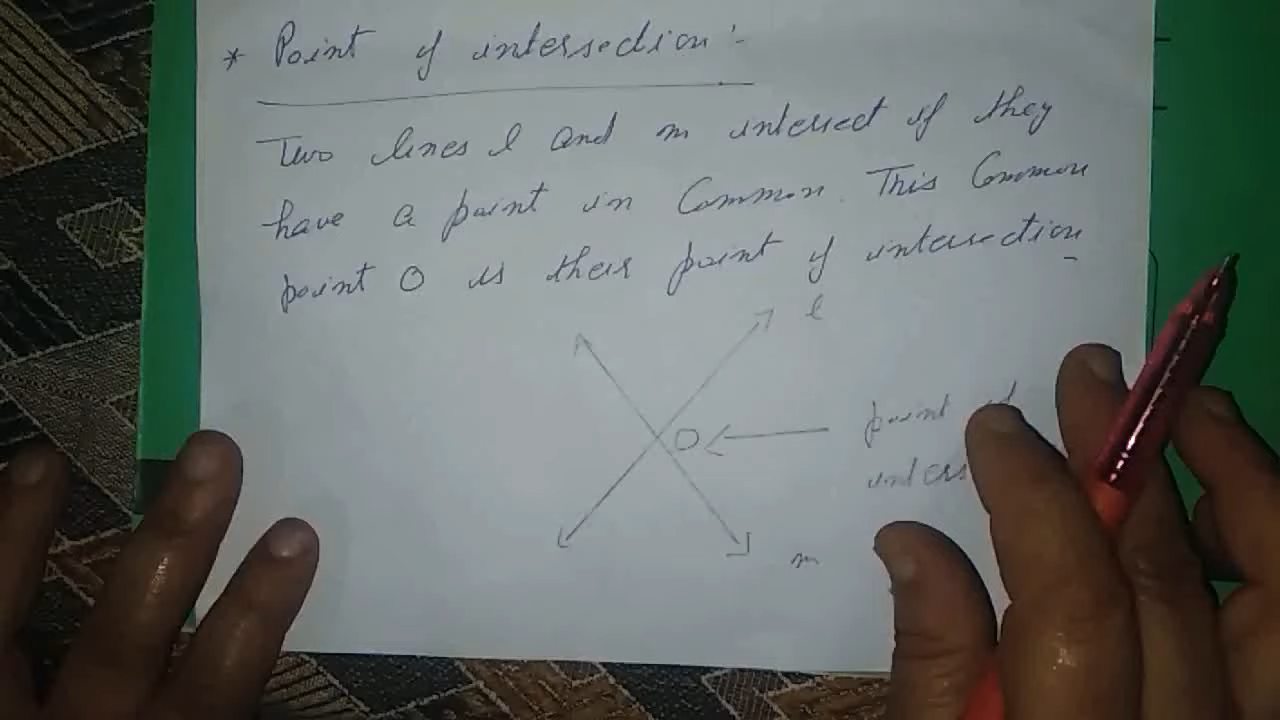 * Point of intersection :-
Two lines l and m intersect if they
have a point in Common. This Common
point O is their point of intersection
l
O
point
m